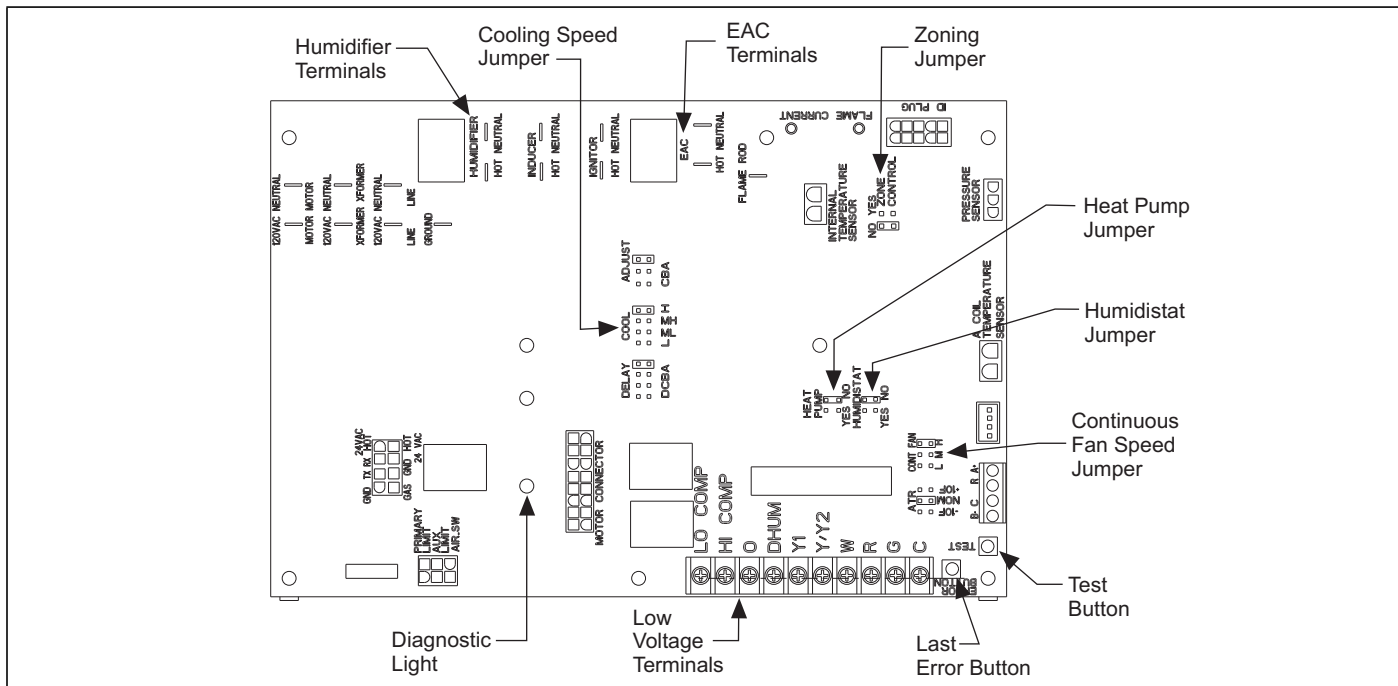 Humidifier
Terminals
Cooling Speed
Jumper
EAC
Terminals
Zoning
Jumper
HUMIDIFIER
HOT NEUTRAL
INDUCER
HOT NEUTRAL
IGNITOR
HOT NEUTRAL
EAC
HOT NEUTRAL
FLAME ROD
FLAME CURRENT
ID PLUG
120VAC NEUTRAL
MOTOR MOTOR
120VAC NEUTRAL
XFORMER XFORMER
120VAC NEUTRAL
LINE LINE
GROUND
INTERNAL
TEMPERATURE
SENSOR
NO YES
ZONE
CONTROL
PRESSURE
SENSOR
Heat Pump
Jumper
ADJUST
CBA
COOL
DELAY
DCBA
A COIL
TEMPERATURE
SENSOR
Humidistat
Jumper
HEAT
PUMP
YES NO
HUMIDISTAT
YES NO
CONT FAN
L M H
Continuous
Fan Speed
Jumper
ATR
-10F
NOM
+10F
B- C R A+
24VAC
HOT
GND TX RX
24 VAC
GAS GND HOT
MOTOR CONNECTOR
PRIMARY
LIMIT
AUX
LIMIT
AIR.SW
LO COMP
HI COMP
O
DHUM
Y1
Y/Y2
W
R
G
C
TEST
ERROR
BUTTON
Diagnostic
Light
Low
Voltage
Terminals
Last
Error Button
Test
Button